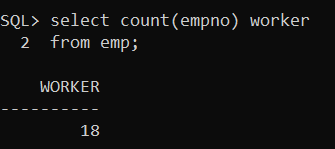 SQL> select count(empno) worker
  2  from emp;
    WORKER
----------
        18